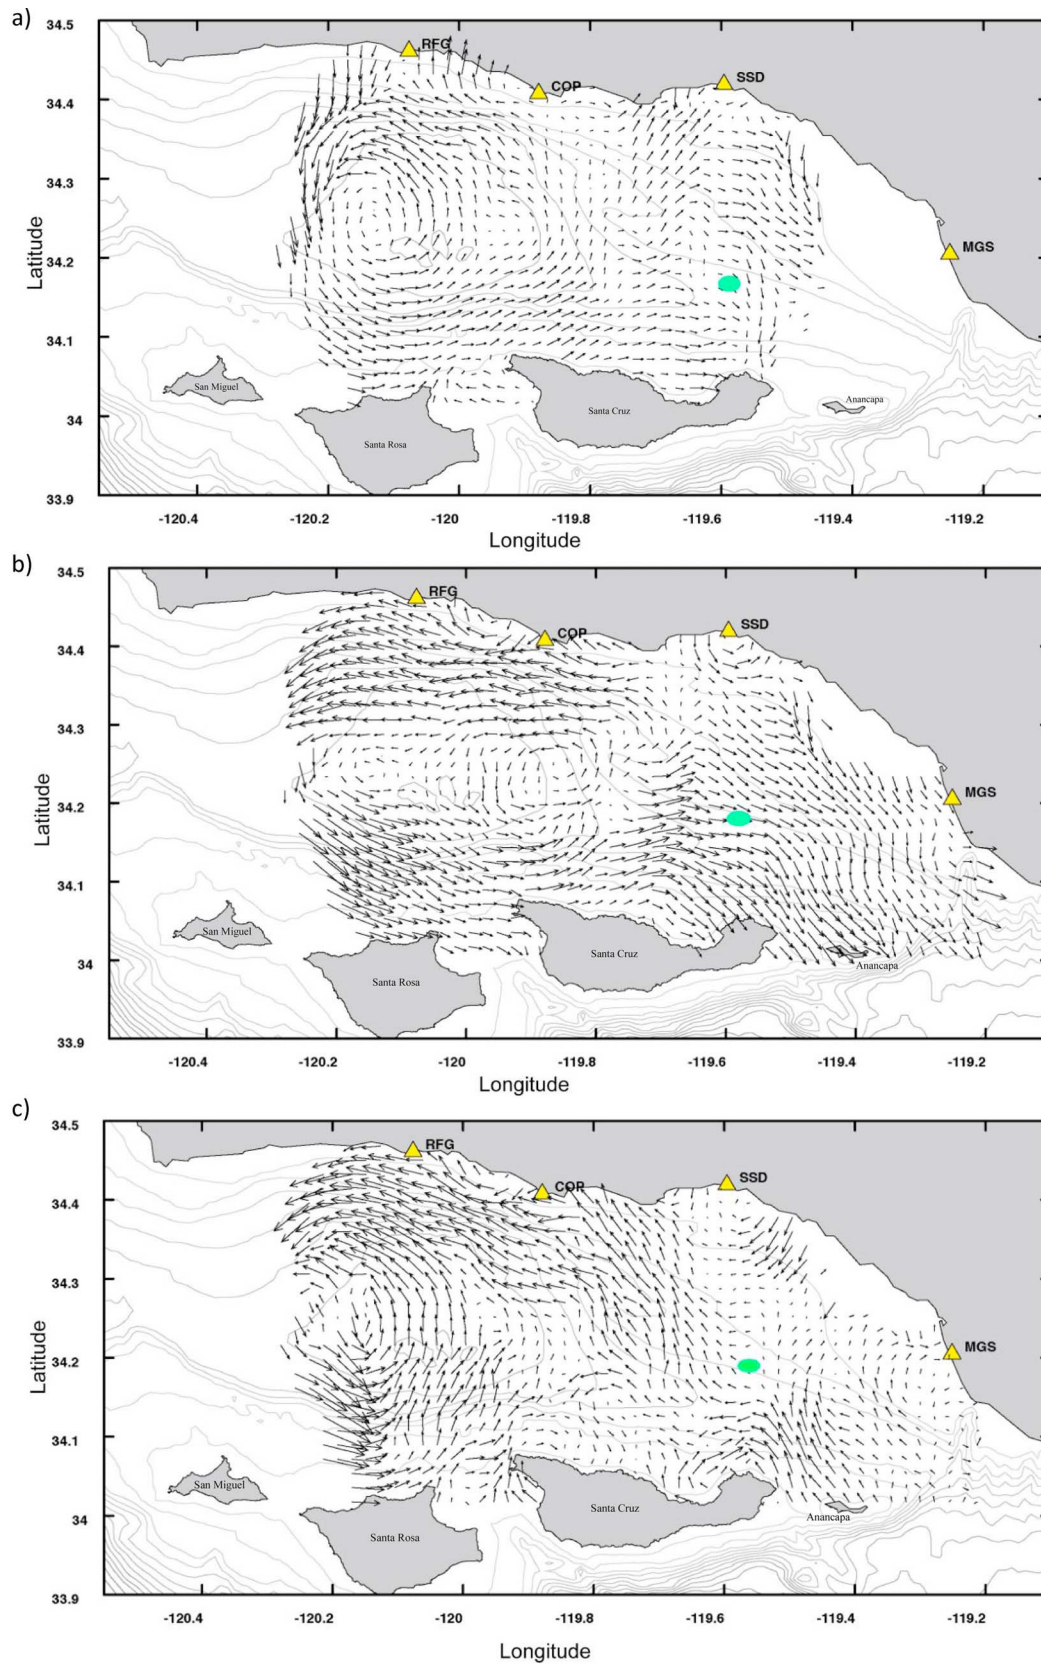 a)
34.5
RFG
COP
SSD
34.4
34.3
MGS
34.2
34.1
San Miguel
Anancapa
Santa Cruz
34
Santa Rosa
33.9
-120.4
-120.2
-120
-119.8
-119.6
-119.4
-119.2
Latitude
Longitude
b)
34.5
RFG
COP
SSD
34.4
34.3
MGS
34.2
34.1
San Miguel
Santa Cruz
Anancapa
34
Santa Rosa
33.9
-120.4
-120.2
-120
-119.8
-119.6
-119.4
-119.2
Latitude
Longitude
c)
34.5
RFG
COP
SSD
34.4
34.3
MGS
34.2
34.1
San Miguel
Santa Cruz
Anancapa
34
Santa Rosa
33.9
-120.4
-120.2
-120
-119.8
-119.6
-119.4
-119.2
Latitude
Longitude